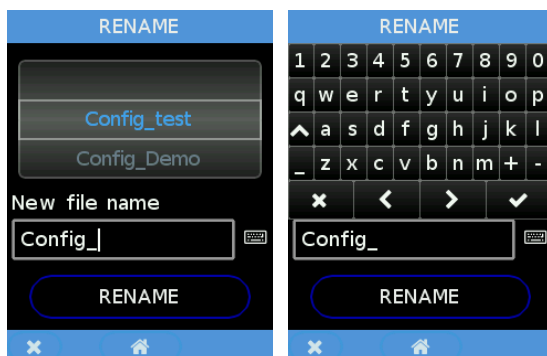 RENAME
Config_test
Config_Demo
New file name
Config_
RENAME
RENAME
1 2 3 4 5 6 7 8 9 0
q w e r t y u i o p
a s d f g h j k l
_ z x c v b n m + -
Config_
RENAME